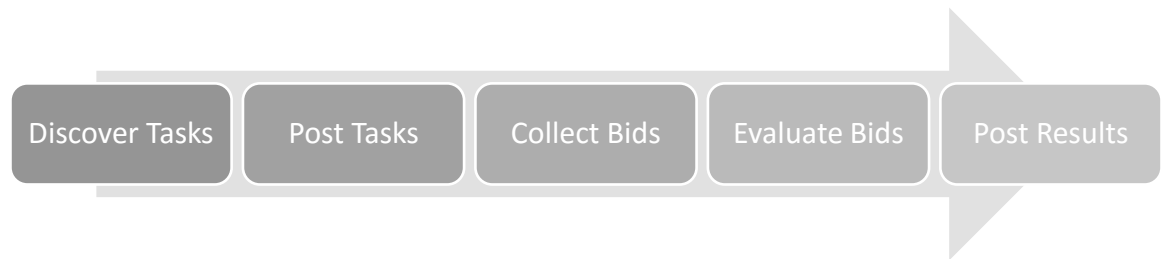 Discover Tasks
Post Tasks
Collect Bids
Evaluate Bids
Post Results